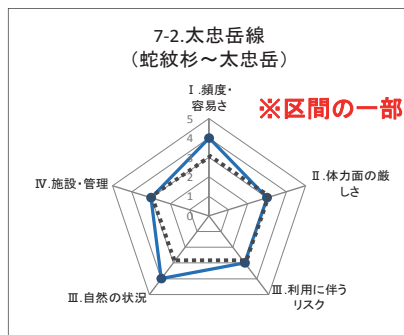 7-2.太忠岳線
（蛇紋杉～太忠岳）
Ⅰ.頻度・
容易さ
※区間の一部
5
4
3
2
1
0
Ⅱ.体力面の厳
しさ
Ⅲ.利用に伴う
リスク
Ⅲ.自然の状況
Ⅳ.施設・管理